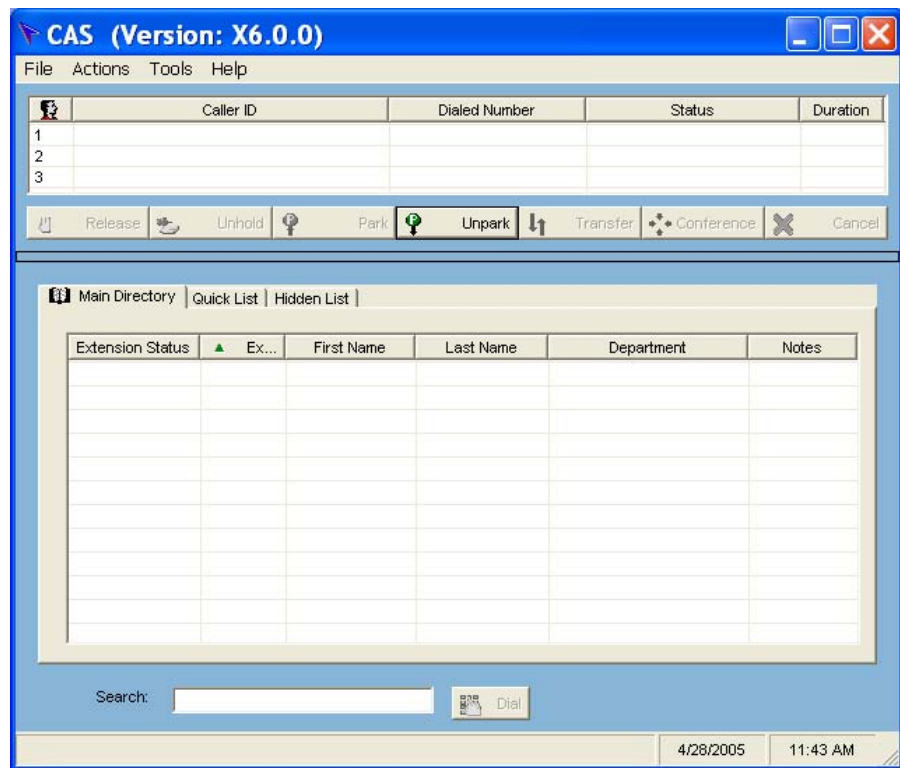 CAS (Version: X6.0.0)
File Actions Tools Help
Caller ID Dialed Number Status Duration
1
2
3
Release Unhold Park Unpark Transfer Conference Cancel
Main Directory Quick List Hidden List
Extension Status Ex... First Name Last Name Department Notes
Search: Dial
4/28/2005 11:43 AM